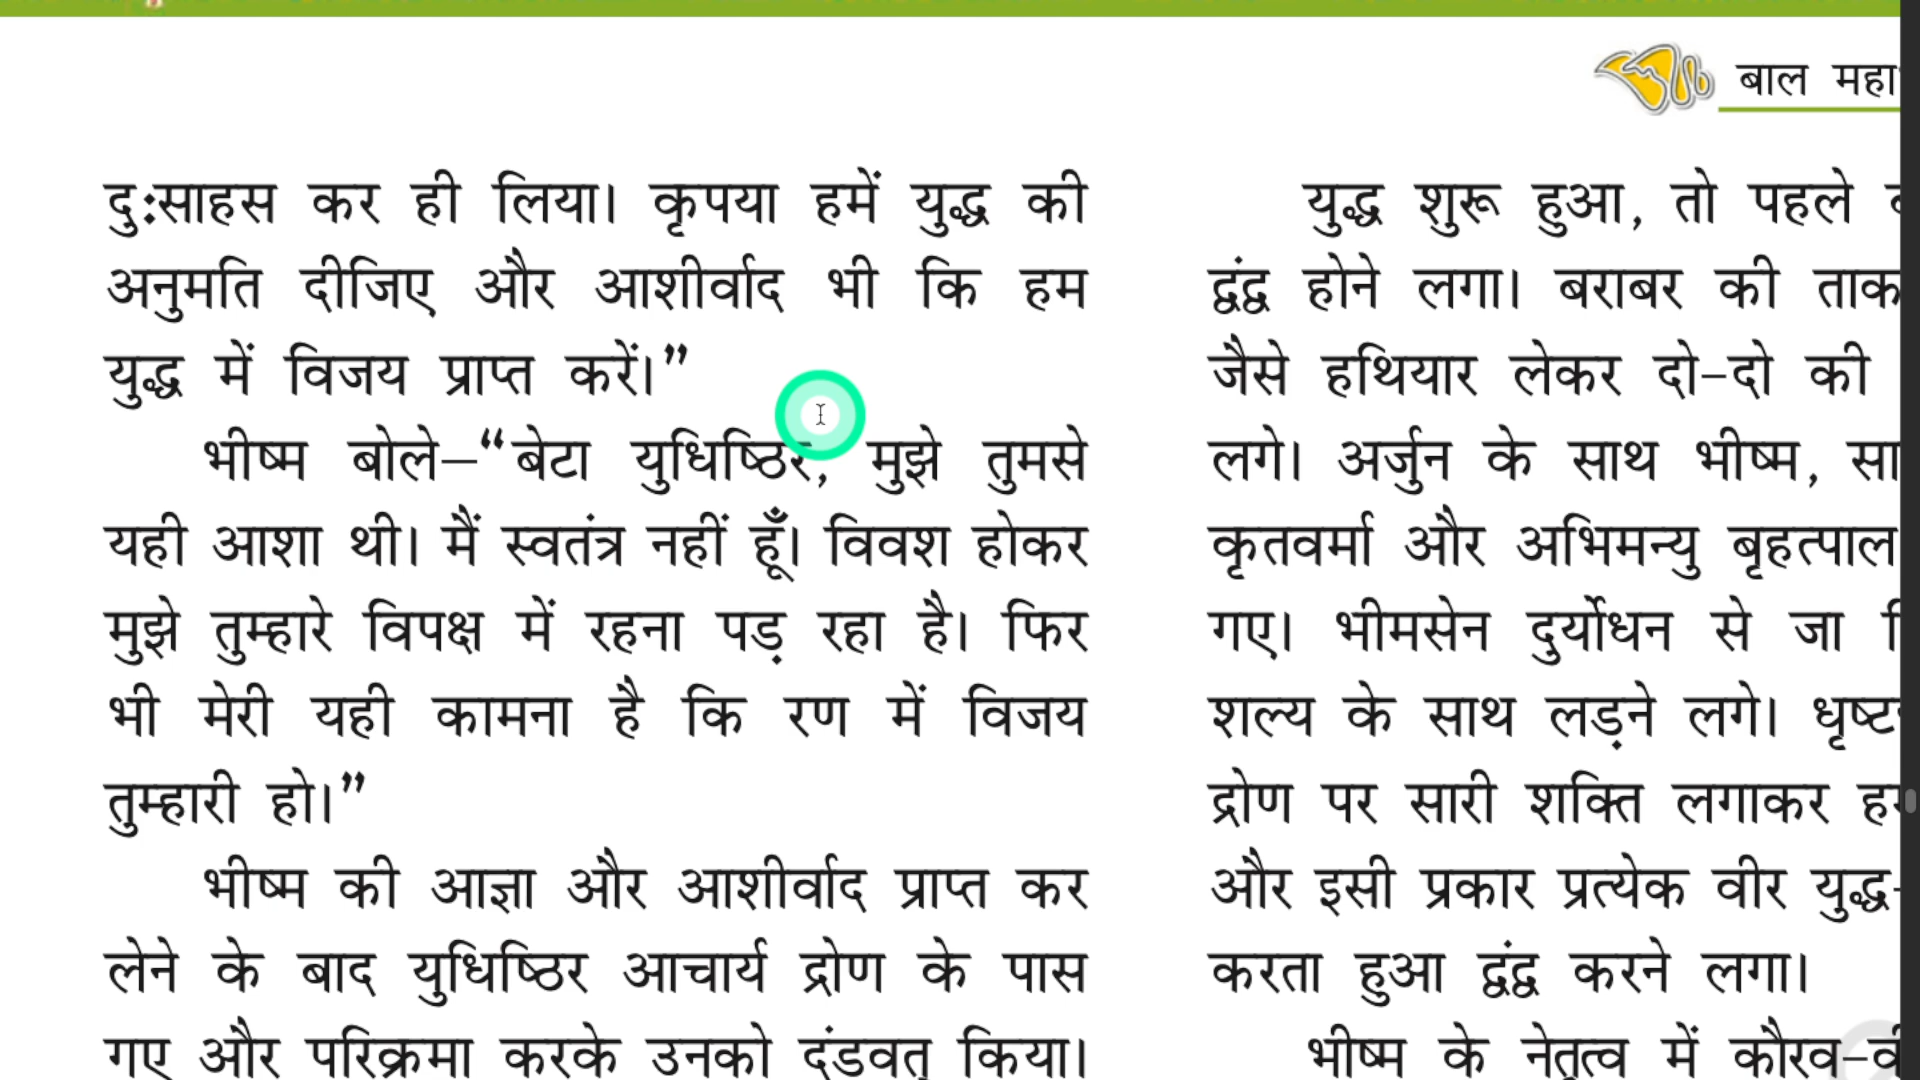 बाल महा
दुःसाहस कर ही लिया। कृपया हमें युद्ध की
अनुमति दीजिए और आशीर्वाद भी कि हम
युद्ध में विजय प्राप्त करें।”
भीष्म बोले–“बेटा युधिष्ठिर, मुझे तुमसे
यही आशा थी। मैं स्वतंत्र नहीं हूँ। विवश होकर
मुझे तुम्हारे विपक्ष में रहना पड़ रहा है। फिर
भी मेरी यही कामना है कि रण में विजय
तुम्हारी हो।”
भीष्म की आज्ञा और आशीर्वाद प्राप्त कर
लेने के बाद युधिष्ठिर आचार्य द्रोण के पास
गए और परिक्रमा करके उनको दंडवत् किया।
युद्ध शुरू हुआ, तो पहले
द्वंद्व होने लगा। बराबर की ताक
जैसे हथियार लेकर दो-दो की
लगे। अर्जुन के साथ भीष्म, सा
कृतवर्मा और अभिमन्यु बृहत्पाल
गए। भीमसेन दुर्योधन से जा
शल्य के साथ लड़ने लगे। धृष्ट
द्रोण पर सारी शक्ति लगाकर ह
और इसी प्रकार प्रत्येक वीर युद्ध-
करता हुआ द्वंद्व करने लगा।
भीष्म के नेतृत्व में कौरव-व